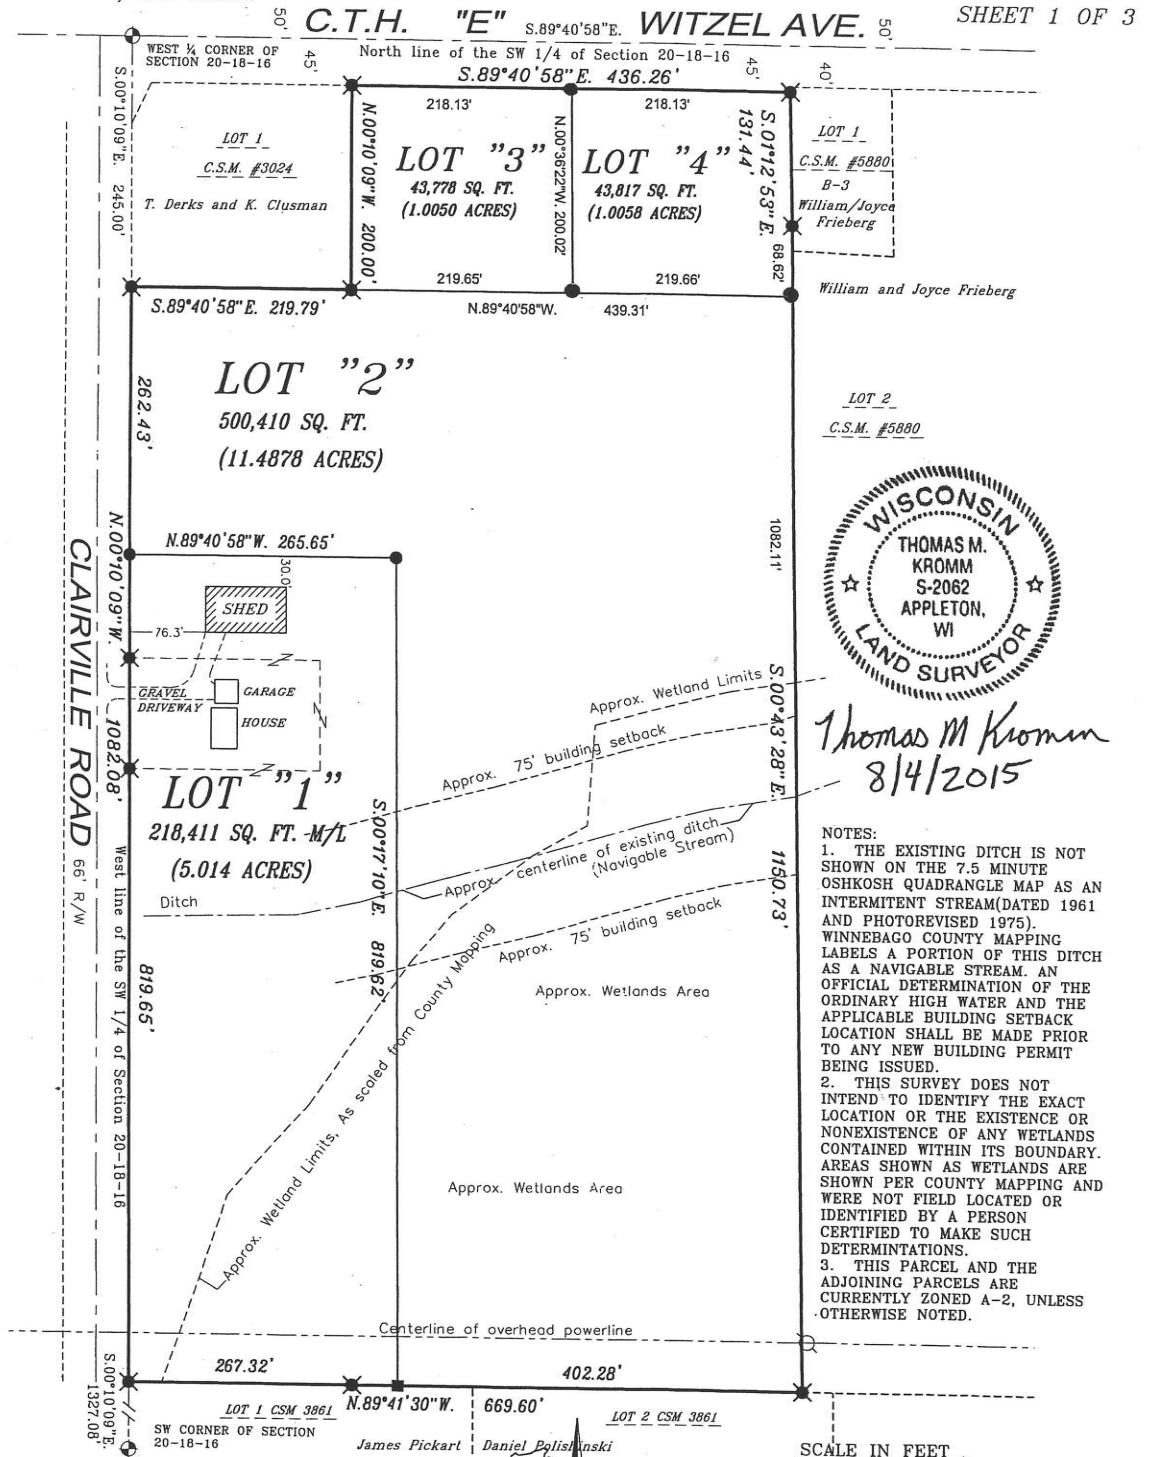 SHEET 1 OF 3
C.T.H. "E" S.89°40'58"E. WITZEL AVE.
50'
50'
WEST ¼ CORNER OF
SECTION 20-18-16
45'
North line of the SW 1/4 of Section 20-18-16
45'
40'
S.89°40'58"E. 436.26'
218.13'
218.13'
S.00°10'09"E. 245.00'
LOT 1
C.S.M. #3024
T. Derks and K. Clusman
N.00°10'09"W. 200.00'
LOT "3"
43,778 SQ. FT.
(1.0050 ACRES)
N.00°36'22"W. 200.02'
LOT "4"
43,817 SQ. FT.
(1.0058 ACRES)
S.01°12'53"E.
131.44'
68.62'
LOT 1
C.S.M. #5880
B-3
William/Joyce
Frieberg
219.65'
219.66'
William and Joyce Frieberg
S.89°40'58"E. 219.79'
N.89°40'58"W. 439.31'
LOT "2"
500,410 SQ. FT.
(11.4878 ACRES)
262.43'
LOT 2
C.S.M. #5880
WISCONSIN
THOMAS M.
KROMM
S-2062
APPLETON,
WI
LAND SURVEYOR
1082.11'
N.89°40'58"W. 265.65'
30.0'
SHED
76.3'
N.00°10'09"W. 1082.08'
CLAIRVILLE ROAD 66' R/W
GRAVEL
DRIVEWAY
GARAGE
HOUSE
Approx. Wetland Limits
Approx. 75' building setback
S.00°43'28"E. 1150.73'
Thomas M Kromm
8/4/2015
LOT "1"
218,411 SQ. FT. M/L
(5.014 ACRES)
S.00°17'10"E. 819.62'
Approx. centerline of existing ditch
(Navigable Stream)
Ditch
Approx. 75' building setback
West line of the SW 1/4 of Section 20-18-16
819.65'
Approx. Wetlands Area
Approx. Wetland Limits, As scaled from County Mapping
Approx. Wetlands Area
NOTES:
1. THE EXISTING DITCH IS NOT
SHOWN ON THE 7.5 MINUTE
OSHKOSH QUADRANGLE MAP AS AN
INTERMITENT STREAM(DATED 1961
AND PHOTOREVISED 1975).
WINNEBAGO COUNTY MAPPING
LABELS A PORTION OF THIS DITCH
AS A NAVIGABLE STREAM. AN
OFFICIAL DETERMINATION OF THE
ORDINARY HIGH WATER AND THE
APPLICABLE BUILDING SETBACK
LOCATION SHALL BE MADE PRIOR
TO ANY NEW BUILDING PERMIT
BEING ISSUED.
2. THIS SURVEY DOES NOT
INTEND TO IDENTIFY THE EXACT
LOCATION OR THE EXISTENCE OR
NONEXISTENCE OF ANY WETLANDS
CONTAINED WITHIN ITS BOUNDARY.
AREAS SHOWN AS WETLANDS ARE
SHOWN PER COUNTY MAPPING AND
WERE NOT FIELD LOCATED OR
IDENTIFIED BY A PERSON
CERTIFIED TO MAKE SUCH
DETERMINTATIONS.
3. THIS PARCEL AND THE
ADJOINING PARCELS ARE
CURRENTLY ZONED A-2, UNLESS
OTHERWISE NOTED.
Centerline of overhead powerline
267.32'
402.28'
S.00°10'09"E.
1327.08'
LOT 1 CSM 3861
N.89°41'30"W. 669.60'
LOT 2 CSM 3861
SW CORNER OF SECTION
20-18-16
James Pickart
Daniel Polishinski
SCALE IN FEET